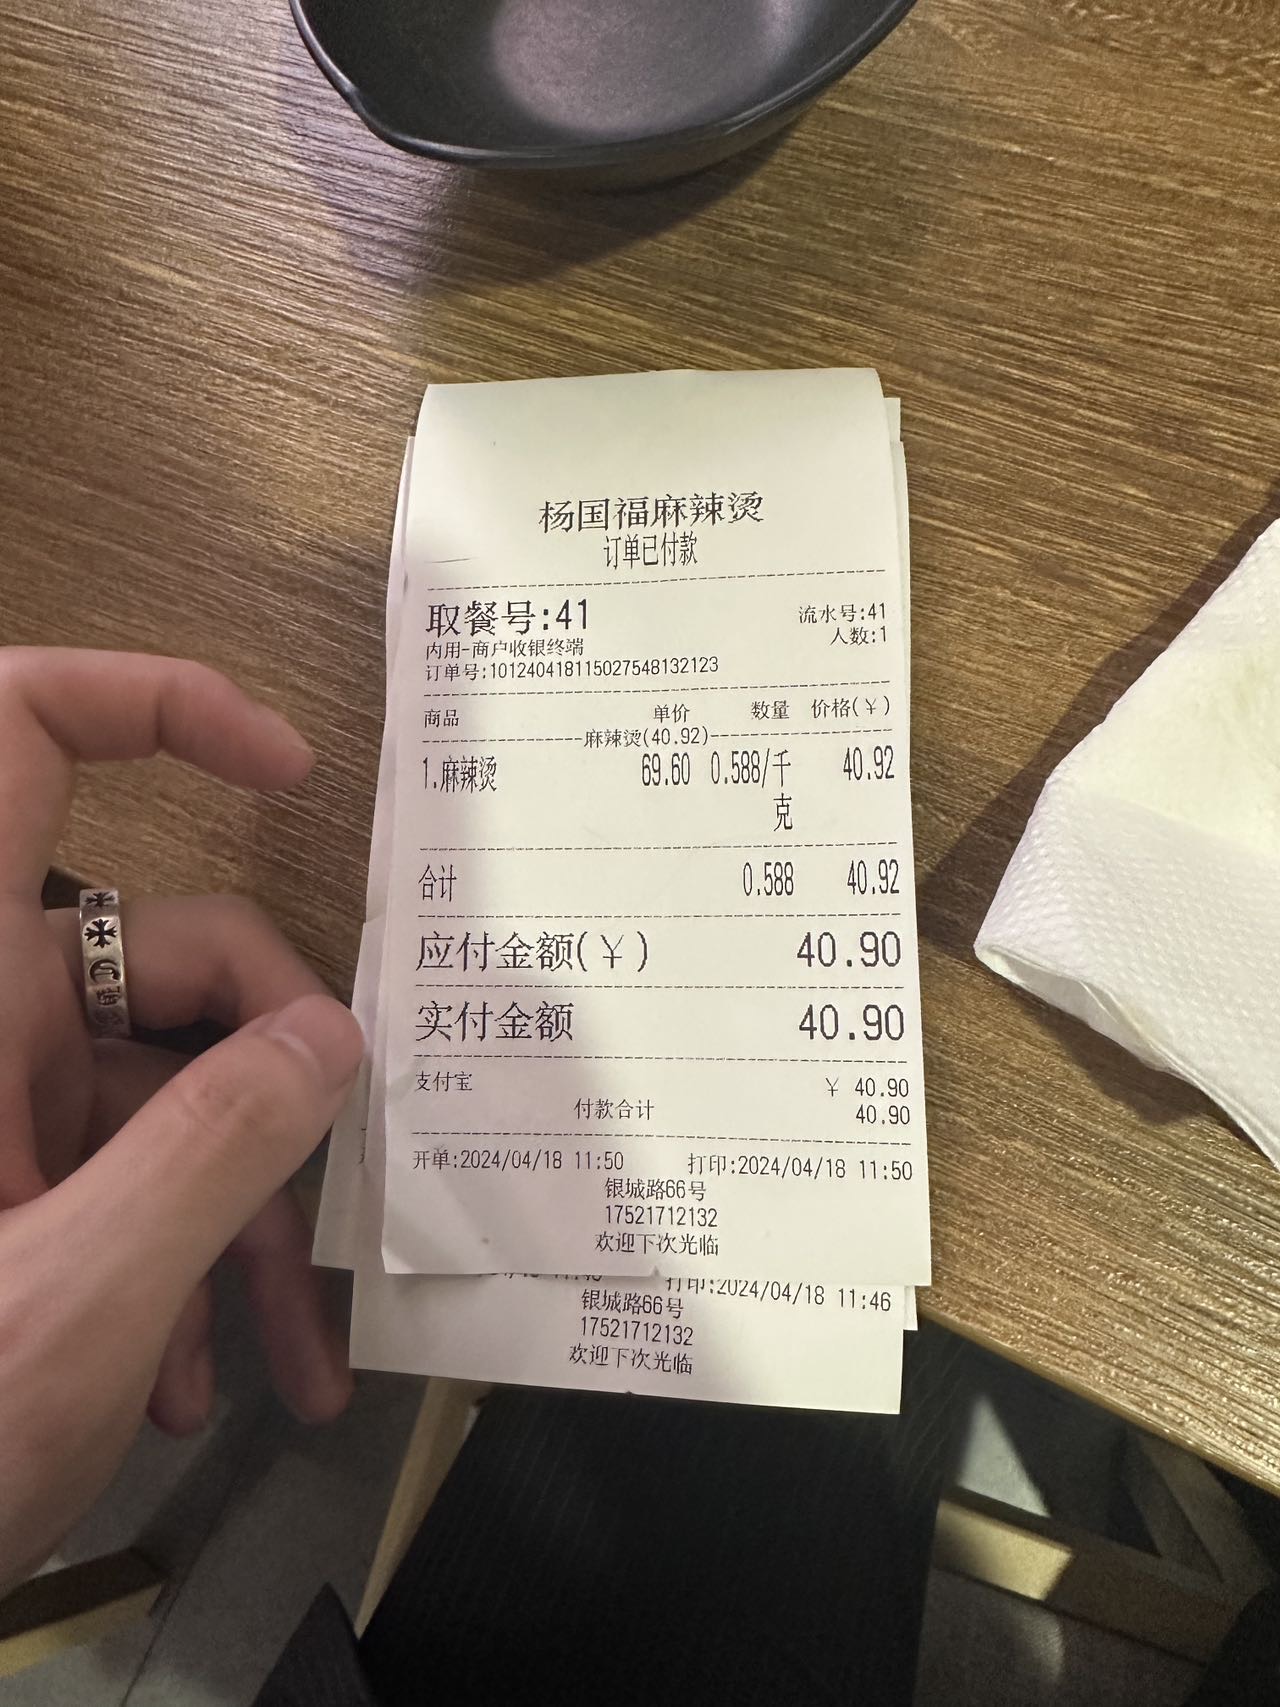 杨国福麻辣烫
订单已付款
取餐号:41
流水号:41
内用-商户收银终端
人数:1
订单号:101240418115027548132123
商品 单价 数量 价格(¥)
麻辣烫(40.92)
1.麻辣烫 69.60 0.588/千克 40.92
合计 0.588 40.92
应付金额(¥) 40.90
实付金额 40.90
支付宝 ¥ 40.90
付款合计 40.90
开单:2024/04/18 11:50 打印:2024/04/18 11:50
银城路66号
17521712132
欢迎下次光临
打印:2024/04/18 11:46
银城路66号
17521712132
欢迎下次光临